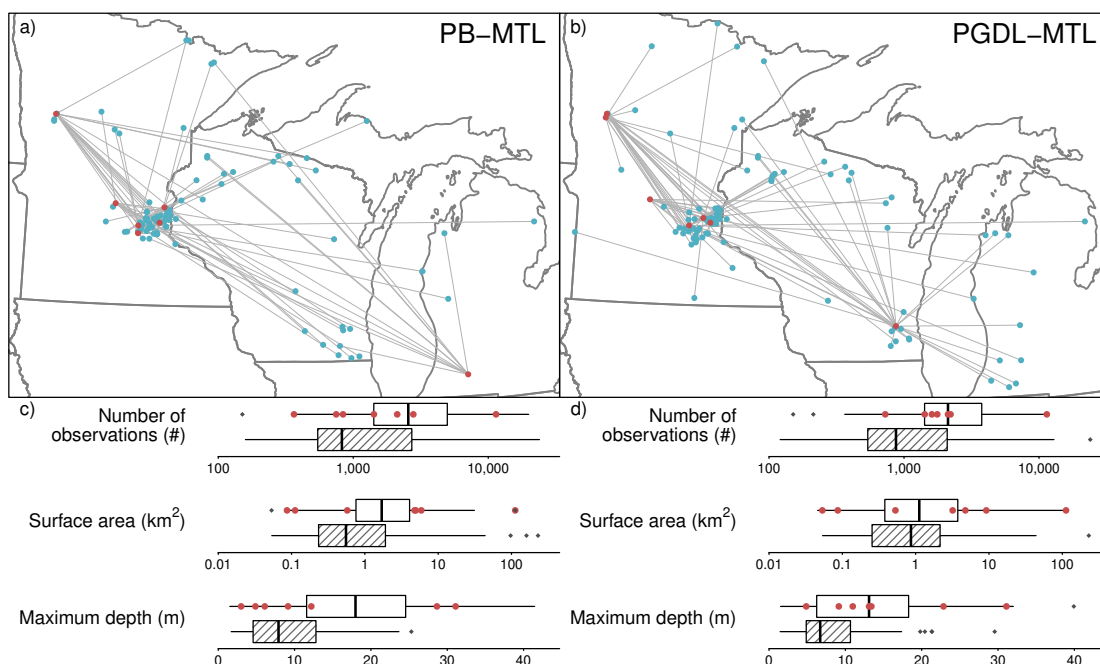 a) PB−MTL
b) PGDL−MTL
c)
Number of
observations (#)
100 1,000 10,000
Surface area (km²)
0.01 0.1 1 10 100
Maximum depth (m)
0 10 20 30 40
d)
Number of
observations (#)
100 1,000 10,000
Surface area (km²)
0.01 0.1 1 10 100
Maximum depth (m)
0 10 20 30 40